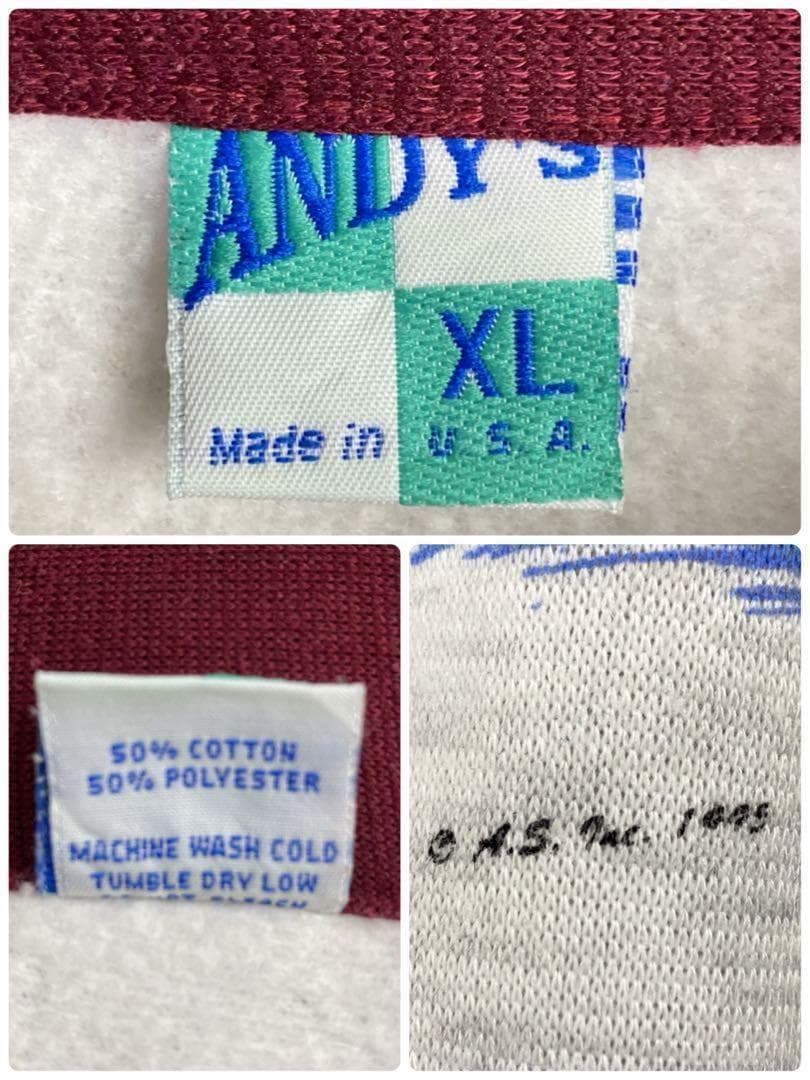 ANDY'S
XL
Made in U.S.A.
50% COTTON
50% POLYESTER
MACHINE WASH COLD
TUMBLE DRY LOW
© A.S. Inc. 1995